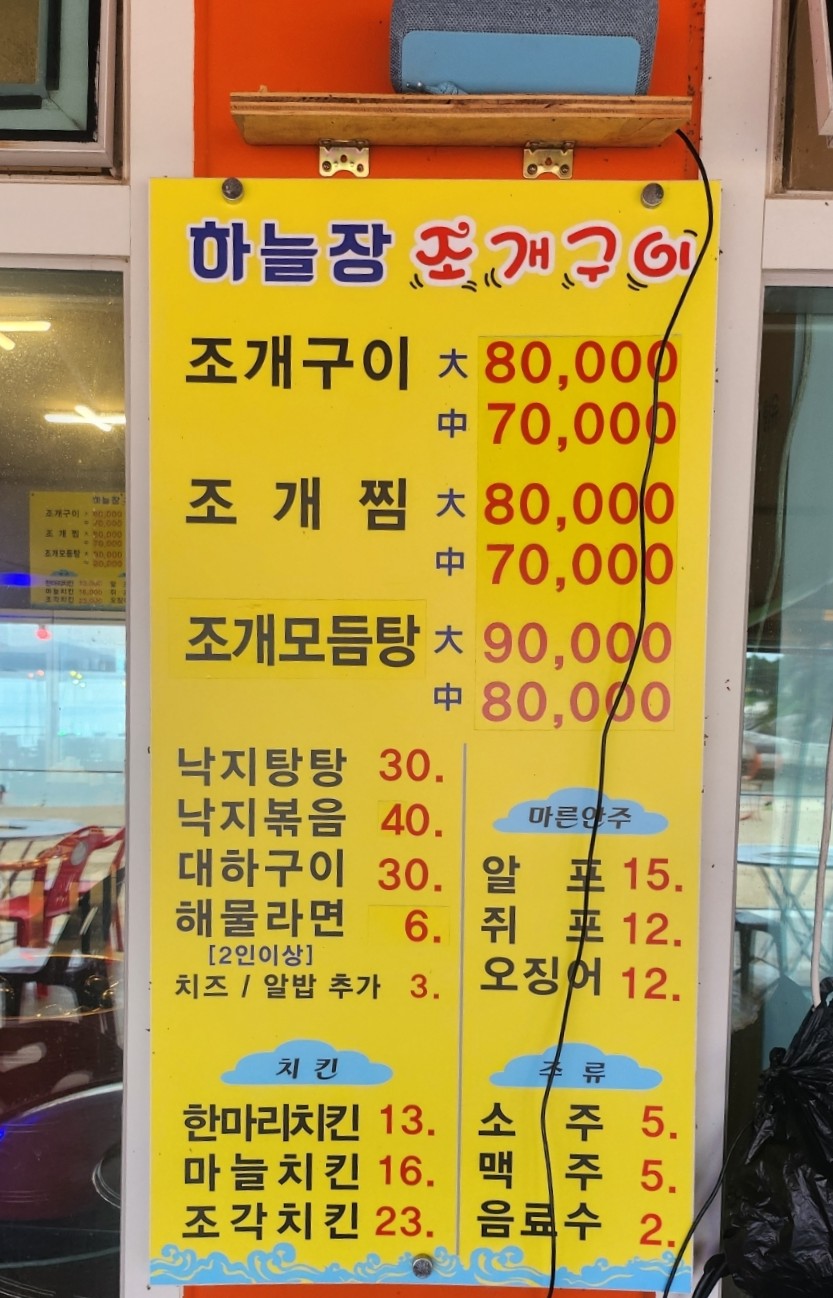 하늘장 조개구이
조개구이 大 80,000
中 70,000
조 개 찜 大 80,000
中 70,000
조개모듬탕 大 90,000
中 80,000
낙지탕탕 30.
낙지볶음 40.
대하구이 30.
해물라면 6.
[2인이상]
치즈 / 알밥 추가 3.
마른안주
알 포 15.
쥐 포 12.
오징어 12.
치 킨
한마리치킨 13.
마늘치킨 16.
조각치킨 23.
주 류
소 주 5.
맥 주 5.
음료수 2.